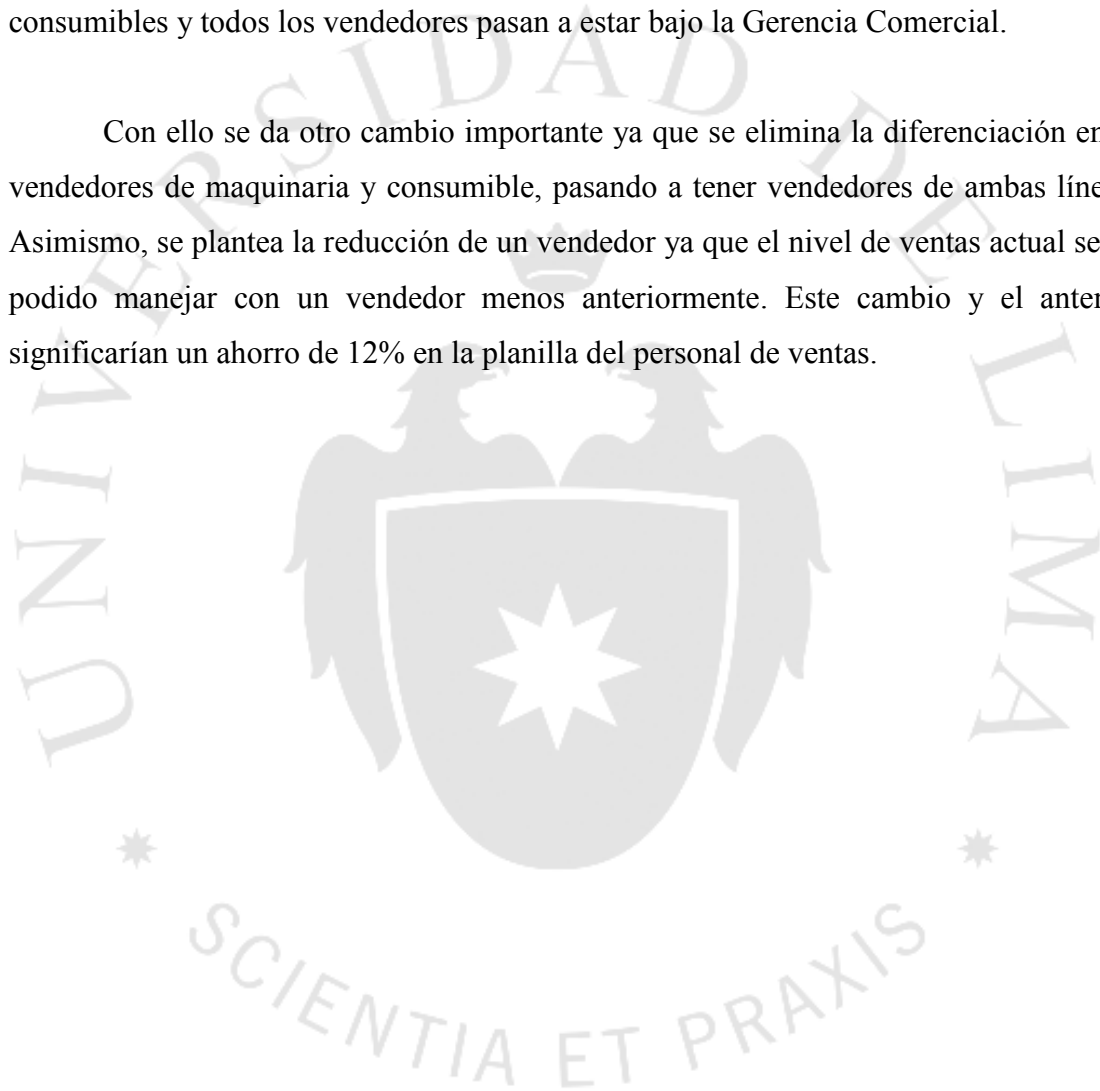 consumibles y todos los vendedores pasan a estar bajo la Gerencia Comercial.
Con ello se da otro cambio importante ya que se elimina la diferenciación
vendedores de maquinaria y consumible, pasando a tener vendedores de ambas
Asimismo, se plantea la reducción de un vendedor ya que el nivel de ventas actual
podido manejar con un vendedor menos anteriormente. Este cambio y el
significarían un ahorro de 12% en la planilla del personal de ventas.
UNIVERSIDAD DE LIMA
SCIENTIA ET PRAXIS